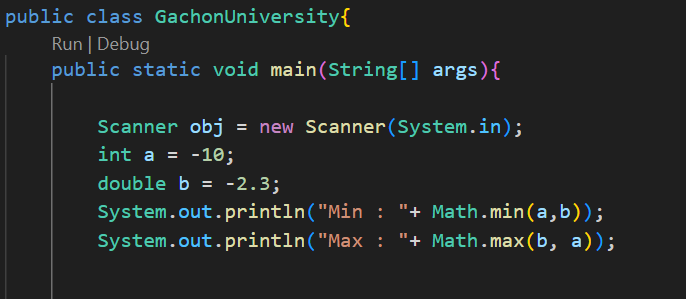 public class GachonUniversity{
Run | Debug
public static void main(String[] args){
Scanner obj = new Scanner(System.in);
int a = -10;
double b = -2.3;
System.out.println("Min : "+ Math.min(a,b));
System.out.println("Max : "+ Math.max(b, a));